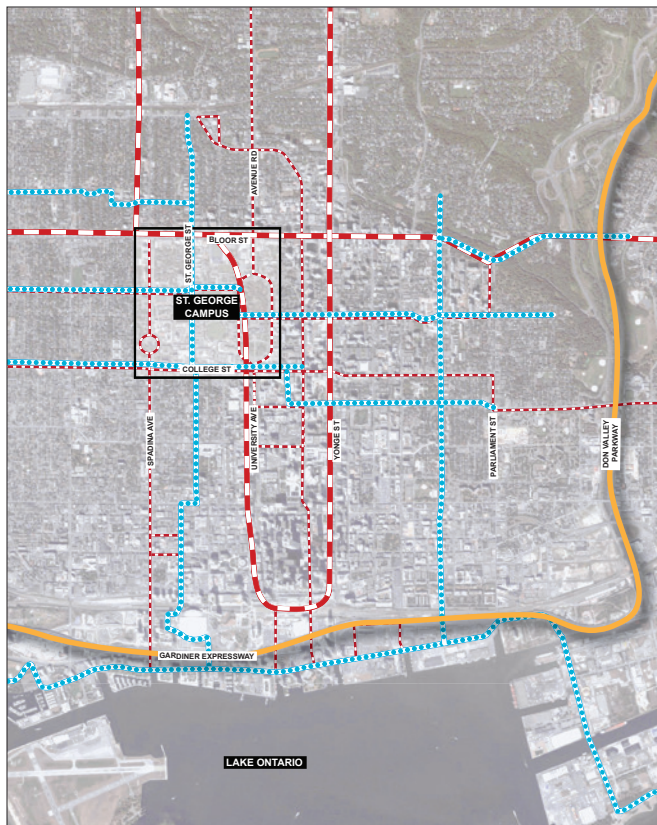 AVENUE RD
ST. GEORGE ST
BLOOR ST
ST. GEORGE
CAMPUS
COLLEGE ST
SPADINA AVE
UNIVERSITY AVE
YONGE ST
PARLIAMENT ST
DON VALLEY
PARKWAY
GARDINER EXPRESSWAY
LAKE ONTARIO